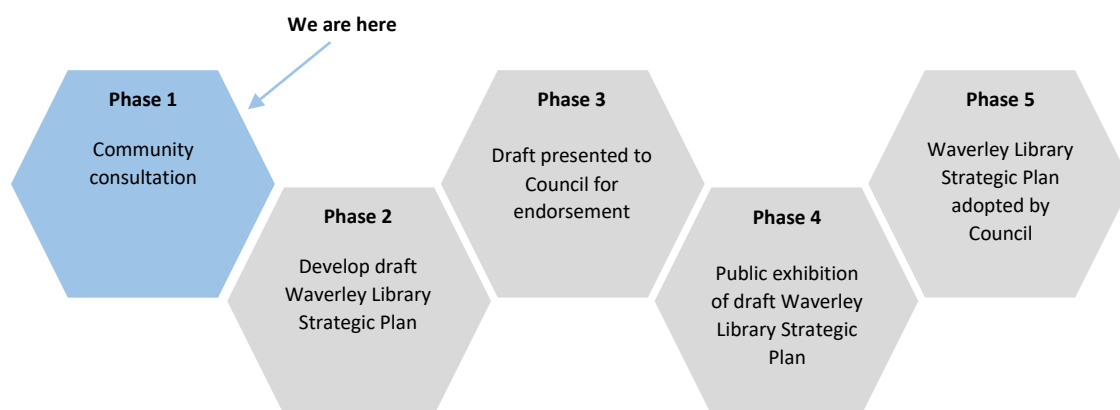 We are here
Phase 1
Community
consultation
Phase 2
Develop draft
Waverley Library
Strategic Plan
Phase 3
Draft presented to
Council for
endorsement
Phase 4
Public exhibition
of draft Waverley
Library Strategic
Plan
Phase 5
Waverley Library
Strategic Plan
adopted by
Council